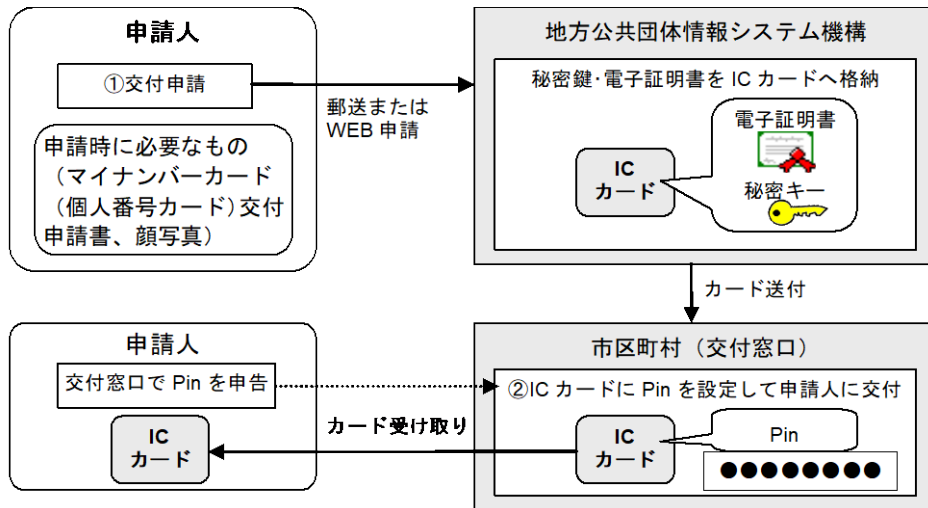 申請人
①交付申請
申請時に必要なもの
（マイナンバーカード
（個人番号カード）交付
申請書、顔写真）
郵送または
WEB 申請
地方公共団体情報システム機構
秘密鍵・電子証明書を IC カードへ格納
電子証明書
IC
カード
秘密キー
カード送付
申請人
交付窓口で Pin を申告
IC
カード
カード受け取り
市区町村（交付窓口）
②IC カードに Pin を設定して申請人に交付
IC
カード
Pin
●●●●●●●●